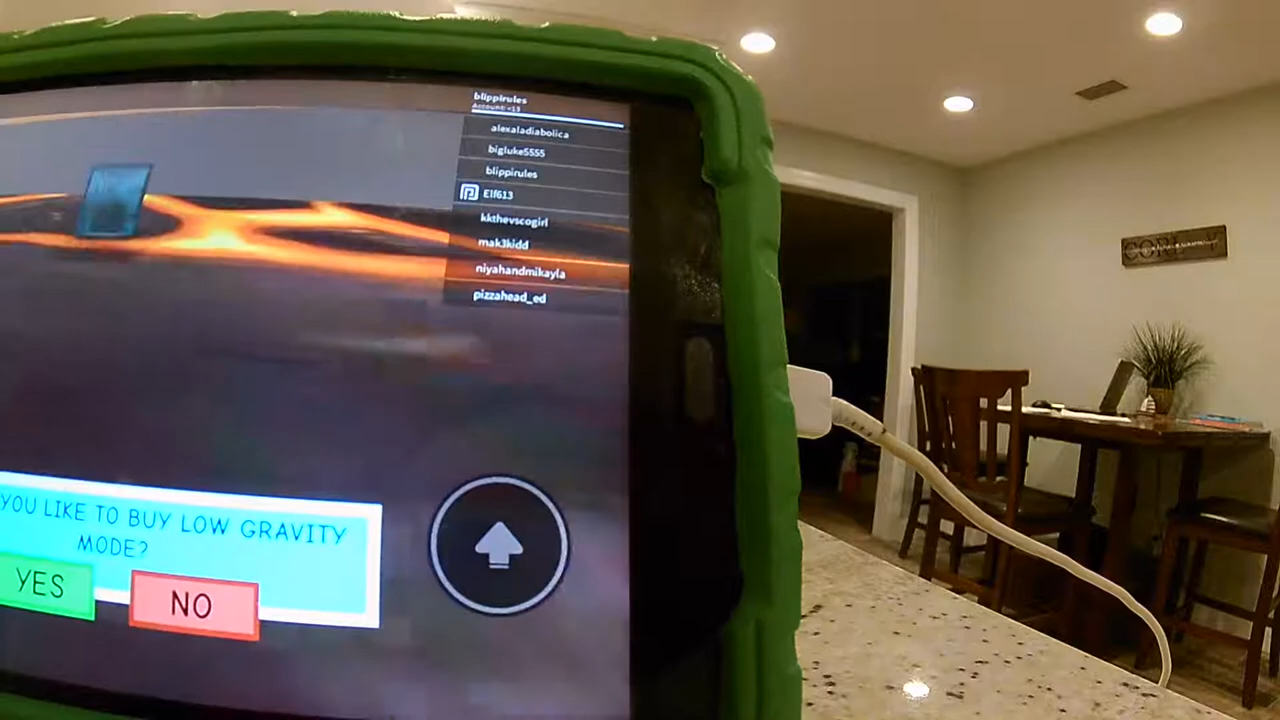 blippirules
Account: <13
alexaladiabolica
bigluke5555
blippirules
Elf613
kkthevscogirl
mak3kidd
niyahandmikayla
pizzahead_ed
YOU LIKE TO BUY LOW GRAVITY
MODE?
YES
NO